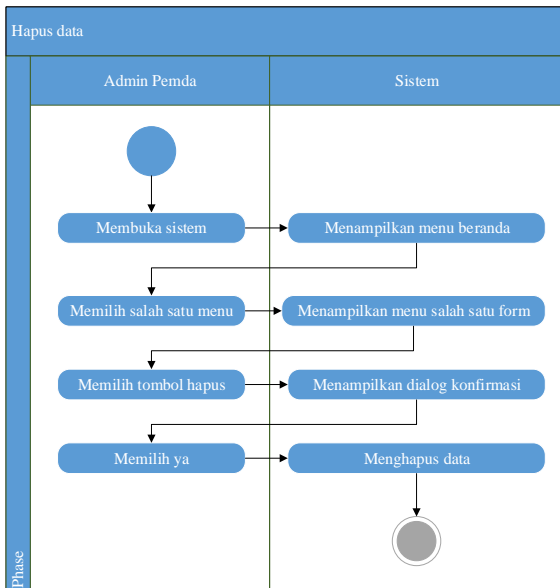 Hapus data
Admin Pemda
Sistem
Membuka sistem
Menampilkan menu beranda
Memilih salah satu menu
Menampilkan menu salah satu form
Memilih tombol hapus
Menampilkan dialog konfirmasi
Memilih ya
Menghapus data
Phase